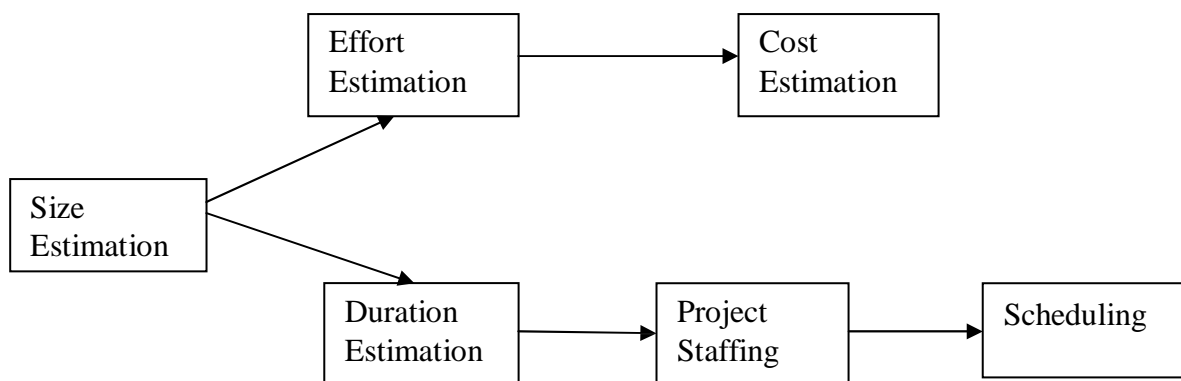 Effort
Estimation
Cost
Estimation
Size
Estimation
Duration
Estimation
Project
Staffing
Scheduling